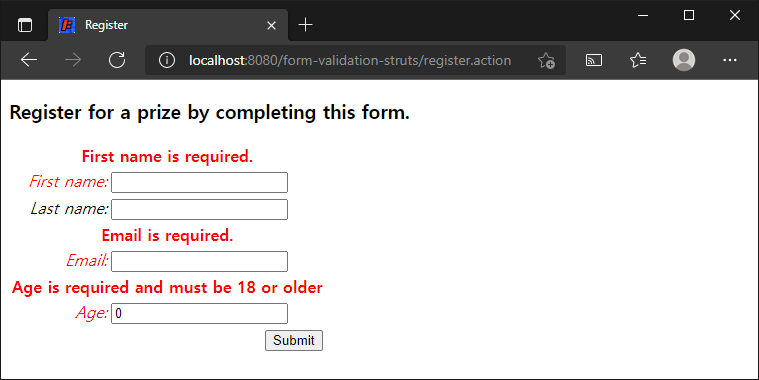 Register
localhost:8080/form-validation-struts/register.action
Register for a prize by completing this form.
First name is required.
First name:
Last name:
Email is required.
Email:
Age is required and must be 18 or older
Age: 0
Submit